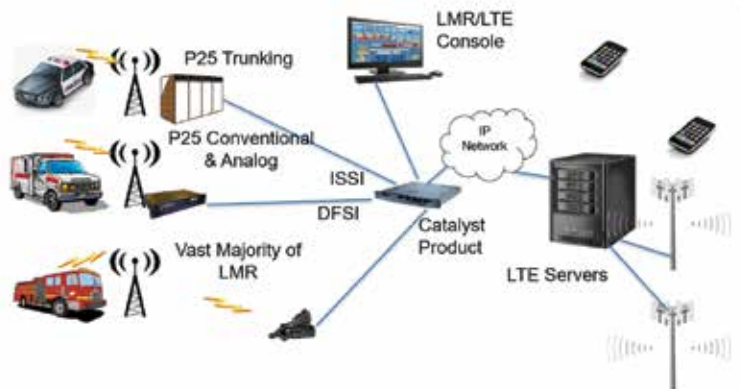 P25 Trunking
LMR/LTE
Console
P25 Conventional
& Analog
IP
Network
ISSI
DFSI
Catalyst
Product
Vast Majority of
LMR
LTE Servers